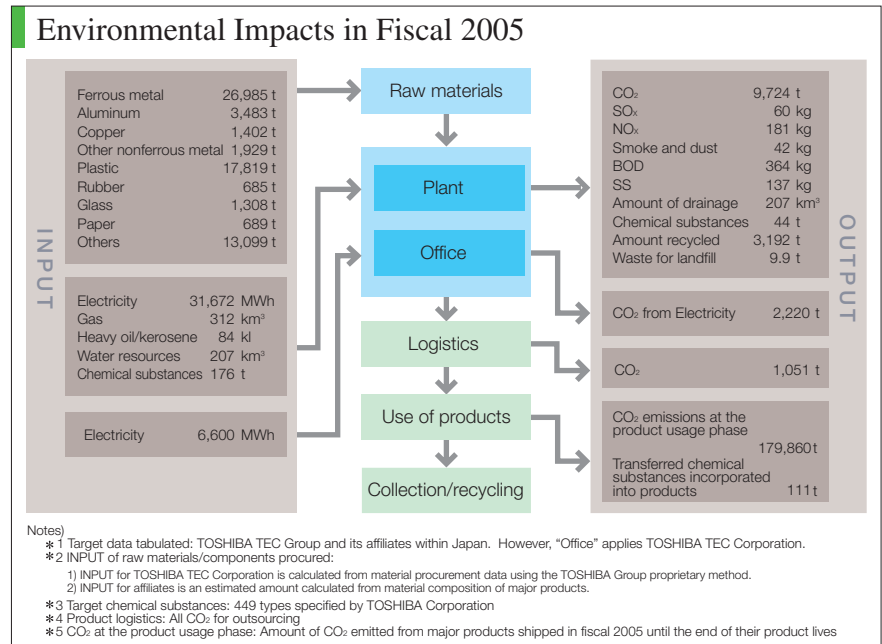 Environmental Impacts in Fiscal 2005
INPUT
Ferrous metal 26,985 t
Aluminum 3,483 t
Copper 1,402 t
Other nonferrous metal 1,929 t
Plastic 17,819 t
Rubber 685 t
Glass 1,308 t
Paper 689 t
Others 13,099 t
Electricity 31,672 MWh
Gas 312 km³
Heavy oil/kerosene 84 kl
Water resources 207 km³
Chemical substances 176 t
Electricity 6,600 MWh
Raw materials
Plant
Office
Logistics
Use of products
Collection/recycling
CO₂ 9,724 t
SOx 60 kg
NOx 181 kg
Smoke and dust 42 kg
BOD 364 kg
SS 137 kg
Amount of drainage 207 km³
Chemical substances 44 t
Amount recycled 3,192 t
Waste for landfill 9.9 t
CO₂ from Electricity 2,220 t
CO₂ 1,051 t
CO₂ emissions at the
product usage phase
179,860 t
Transferred chemical
substances incorporated
into products 111 t
OUTPUT
Notes)
*1 Target data tabulated: TOSHIBA TEC Group and its affiliates within Japan. However, “Office” applies TOSHIBA TEC Corporation.
*2 INPUT of raw materials/components procured:
1) INPUT for TOSHIBA TEC Corporation is calculated from material procurement data using the TOSHIBA Group proprietary method.
2) INPUT for affiliates is an estimated amount calculated from material composition of major products.
*3 Target chemical substances: 449 types specified by TOSHIBA Corporation
*4 Product logistics: All CO₂ for outsourcing
*5 CO₂ at the product usage phase: Amount of CO₂ emitted from major products shipped in fiscal 2005 until the end of their product lives